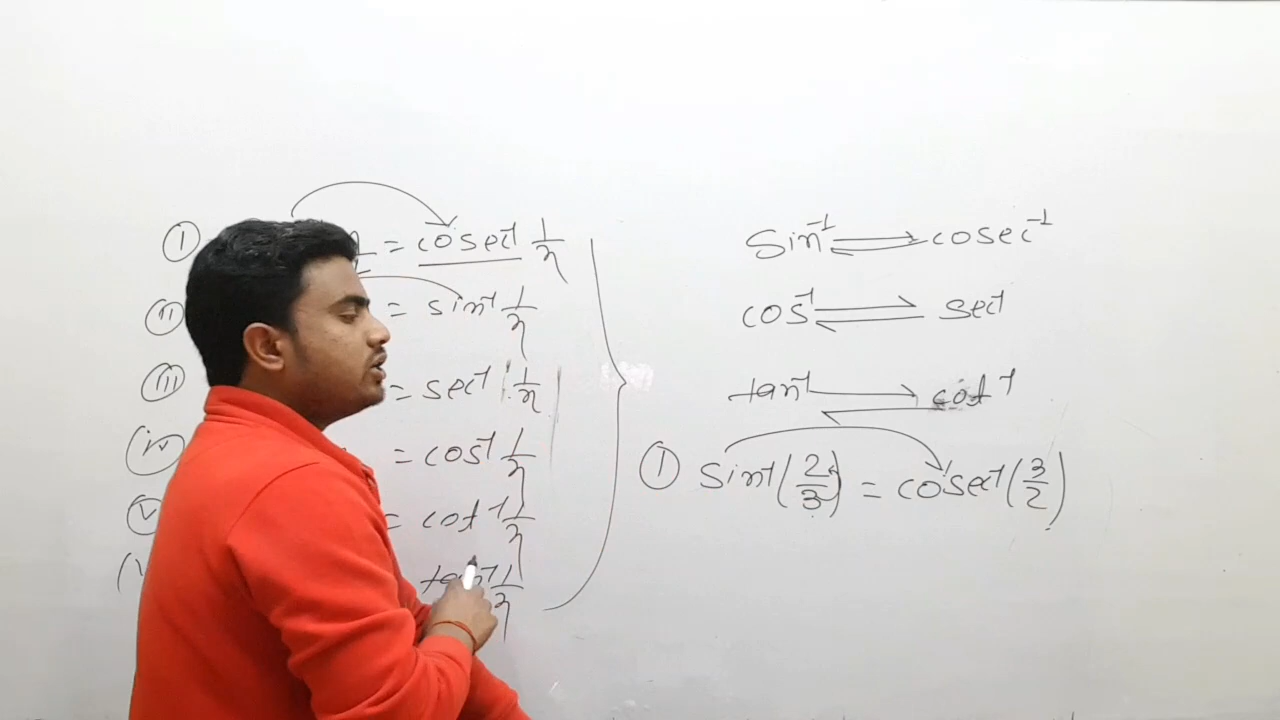 ① = cosec⁻¹ 1/x
(ii) = sin⁻¹ 1/x
(iii) = sec⁻¹ 1/x
(iv) = cos⁻¹ 1/x
(v) = cot⁻¹ 1/x
tan⁻¹ 1/x
Sin⁻¹ ⇌ cosec⁻¹
cos⁻¹ ⇌ sec⁻¹
tan⁻¹ ⇌ cot⁻¹
① Sin⁻¹(2/3) = cosec⁻¹(3/2)